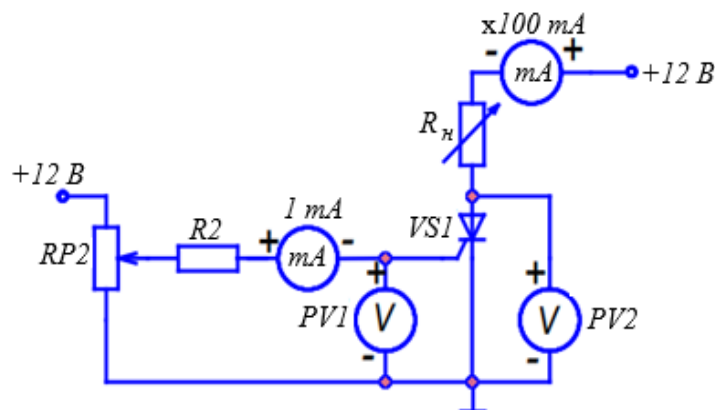 x100 mA
- +
mA
+12 В
Rн
+12 В
1 mA
VS1
R2
+ -
RP2
mA
+ +
PV1
V
V
PV2
- -